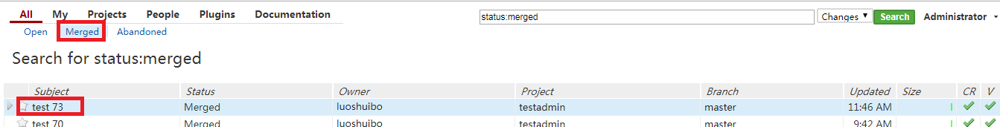 All My Projects People Plugins Documentation
status:merged Changes Search Administrator
Open Merged Abandoned
Search for status:merged
Subject Status Owner Project Branch Updated Size CR V
test 73 Merged luoshuibo testadmin master 11:46 AM
test 70 Merged luoshuibo testadmin master 9:42 AM